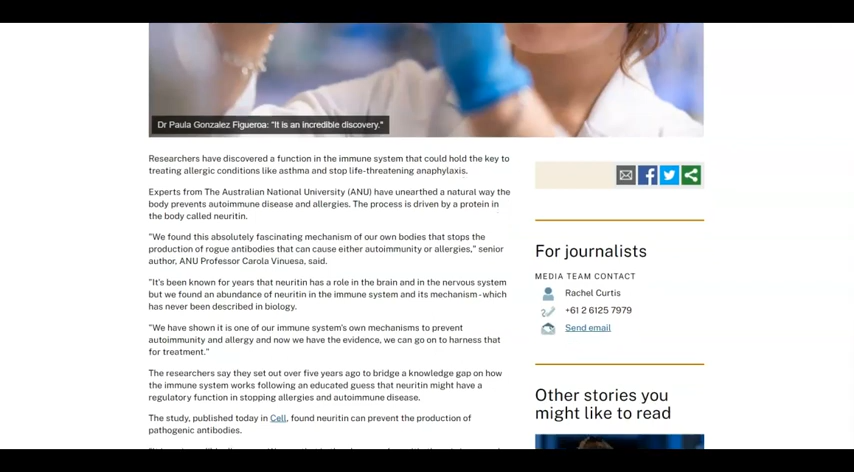 Dr Paula Gonzalez Figueroa: "It is an incredible discovery."
Researchers have discovered a function in the immune system that could hold the key to
treating allergic conditions like asthma and stop life-threatening anaphylaxis.
Experts from The Australian National University (ANU) have unearthed a natural way the
body prevents autoimmune disease and allergies. The process is driven by a protein in
the body called neuritin.
"We found this absolutely fascinating mechanism of our own bodies that stops the
production of rogue antibodies that can cause either autoimmunity or allergies," senior
author, ANU Professor Carola Vinuesa, said.
"It's been known for years that neuritin has a role in the brain and in the nervous system
but we found an abundance of neuritin in the immune system and its mechanism - which
has never been described in biology.
"We have shown it is one of our immune system's own mechanisms to prevent
autoimmunity and allergy and now we have the evidence, we can go on to harness that
for treatment."
The researchers say they set out over five years ago to bridge a knowledge gap on how
the immune system works following an educated guess that neuritin might have a
regulatory function in stopping allergies and autoimmune disease.
The study, published today in Cell, found neuritin can prevent the production of
pathogenic antibodies.
For journalists
MEDIA TEAM CONTACT
Rachel Curtis
+61 2 6125 7979
Send email
Other stories you
might like to read